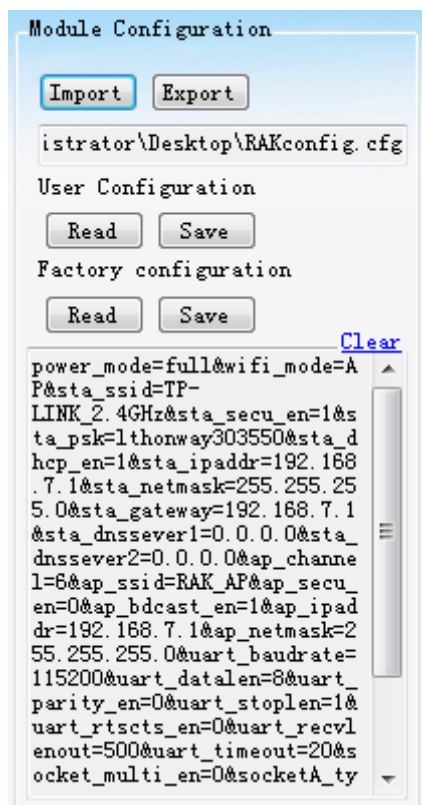 Module Configuration
Import Export
istrator\Desktop\RAKconfig.cfg
User Configuration
Read Save
Factory configuration
Read Save
Clear
power_mode=full&wifi_mode=A
P&sta_ssid=TP-
LINK_2.4GHz&sta_secu_en=1&s
ta_psk=lthonway303550&sta_d
hcp_en=1&sta_ipaddr=192.168
.7.1&sta_netmask=255.255.25
5.0&sta_gateway=192.168.7.1
&sta_dnssever1=0.0.0.0&sta_
dnssever2=0.0.0.0&ap_channe
l=6&ap_ssid=RAK_AP&ap_secu_
en=0&ap_bdcast_en=1&ap_ipad
dr=192.168.7.1&ap_netmask=2
55.255.255.0&uart_baudrate=
115200&uart_datalen=8&uart_
parity_en=0&uart_stoplen=1&
uart_rtscts_en=0&uart_recvl
enout=500&uart_timeout=20&s
ocket_multi_en=0&socketA_ty